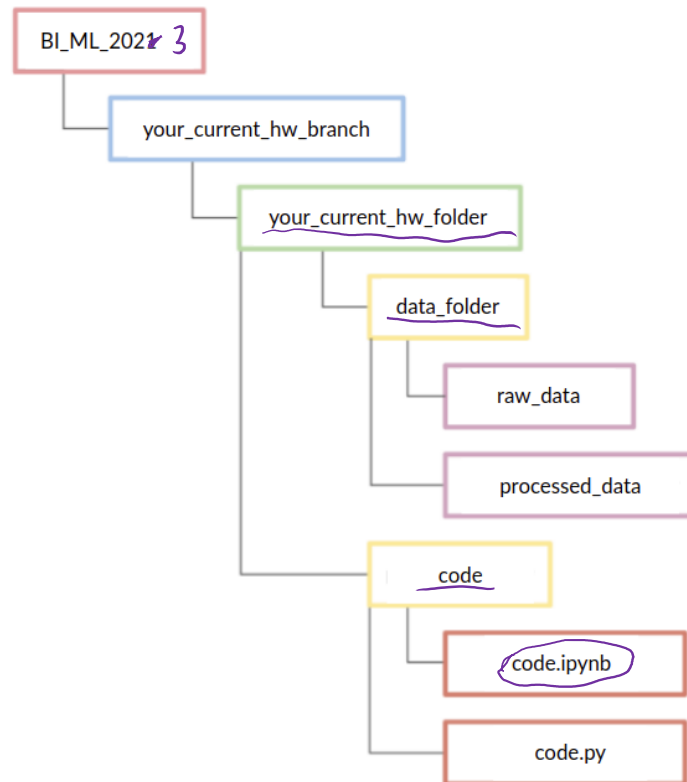 BI_ML_2021 3
your_current_hw_branch
your_current_hw_folder
data_folder
raw_data
processed_data
code
code.ipynb
code.py